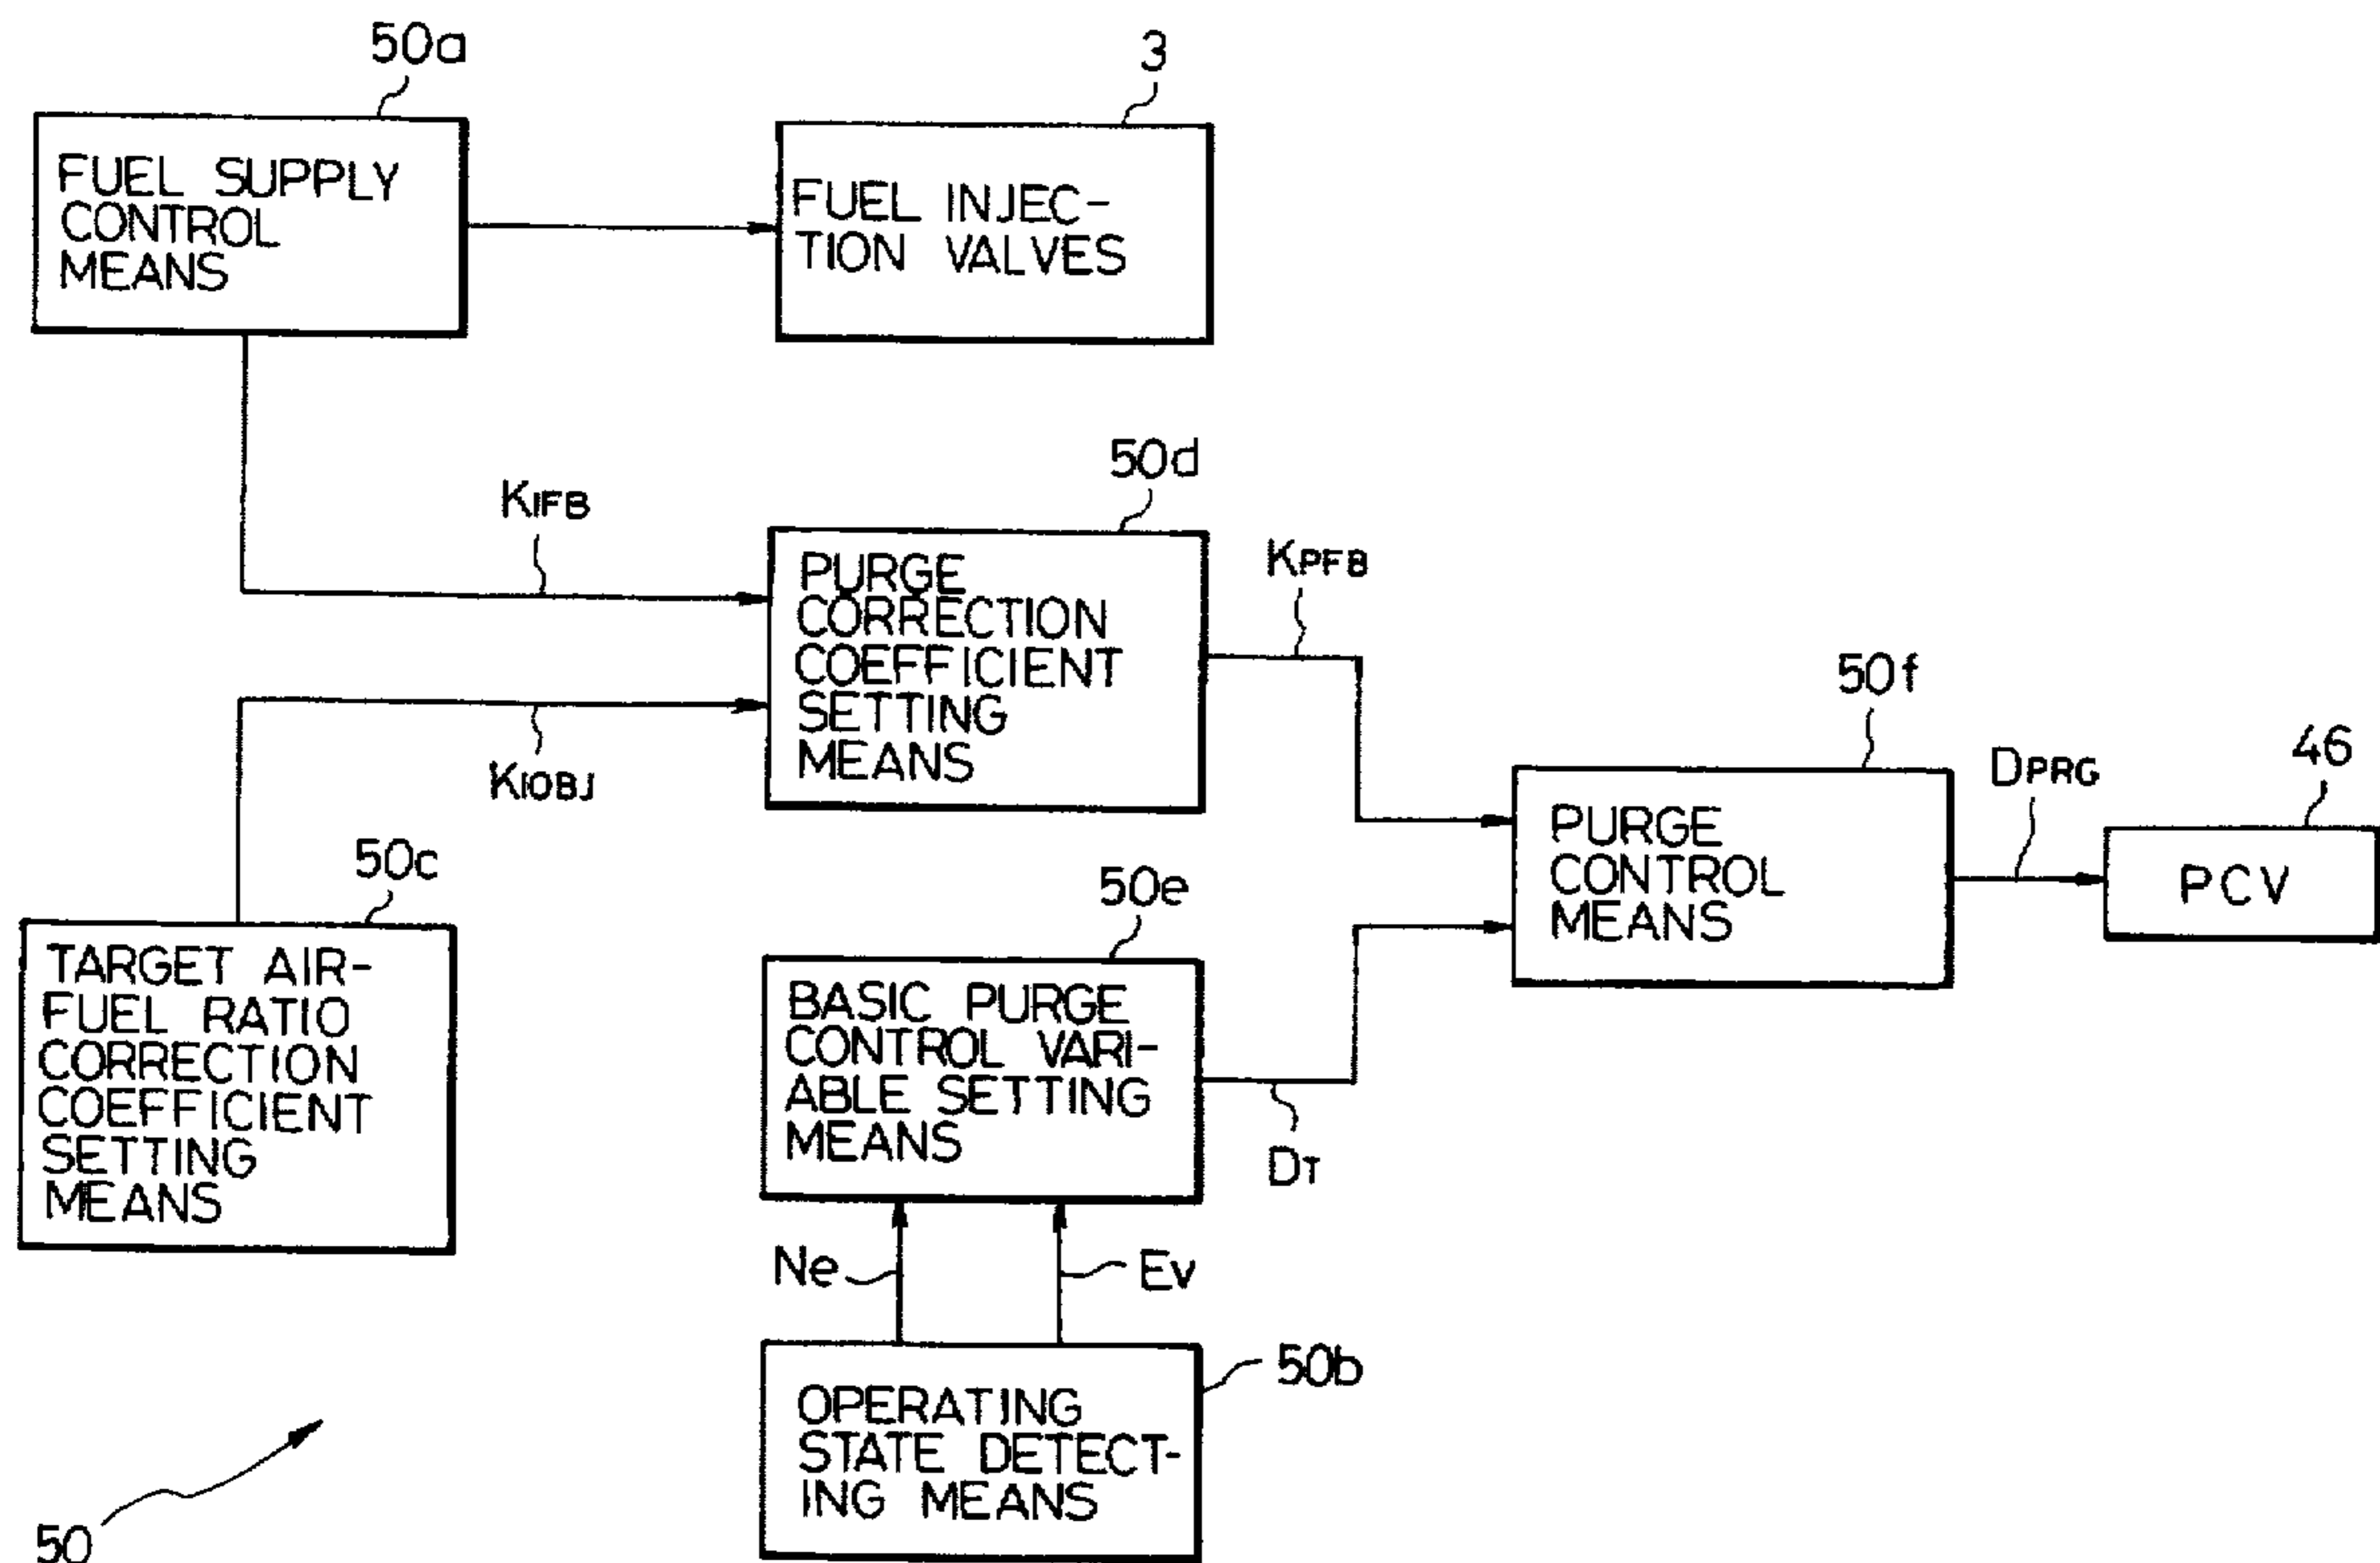 50a
FUEL SUPPLY
CONTROL
MEANS
3
FUEL INJEC-
TION VALVES
KIFB
KIOBJ
50d
PURGE
CORRECTION
COEFFICIENT
SETTING
MEANS
KPFB
50c
TARGET AIR-
FUEL RATIO
CORRECTION
COEFFICIENT
SETTING
MEANS
50e
BASIC PURGE
CONTROL VARI-
ABLE SETTING
MEANS
DT
50f
PURGE
CONTROL
MEANS
DPRG
46
PCV
Ne
Ev
50b
OPERATING
STATE DETECT-
ING MEANS
50